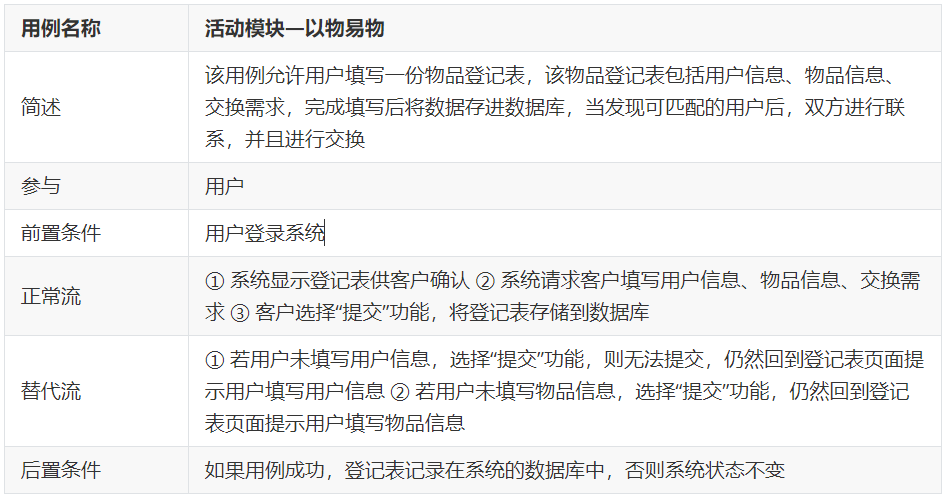 用例名称
活动模块—以物易物
简述
该用例允许用户填写一份物品登记表，该物品登记表包括用户信息、物品信息、
交换需求，完成填写后将数据存进数据库，当发现可匹配的用户后，双方进行联
系，并且进行交换
参与
用户
前置条件
用户登录系统
正常流
① 系统显示登记表供客户确认 ② 系统请求客户填写用户信息、物品信息、交换需
求 ③ 客户选择“提交”功能，将登记表存储到数据库
替代流
① 若用户未填写用户信息，选择“提交”功能，则无法提交，仍然回到登记表页面提
示用户填写用户信息 ② 若用户未填写物品信息，选择“提交”功能，仍然回到登记
表页面提示用户填写物品信息
后置条件
如果用例成功，登记表记录在系统的数据库中，否则系统状态不变